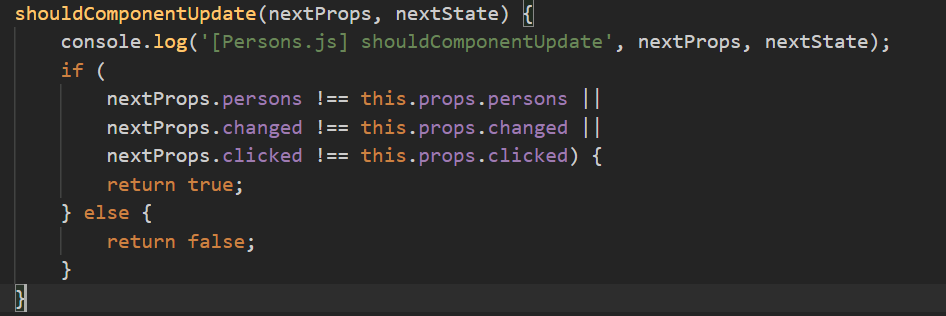 shouldComponentUpdate(nextProps, nextState) {
    console.log('[Persons.js] shouldComponentUpdate', nextProps, nextState);
    if (
        nextProps.persons !== this.props.persons ||
        nextProps.changed !== this.props.changed ||
        nextProps.clicked !== this.props.clicked) {
        return true;
    } else {
        return false;
    }
}